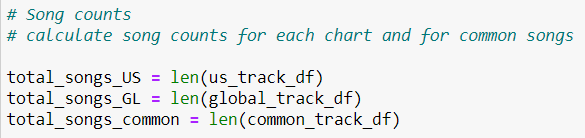 # Song counts
# calculate song counts for each chart and for common songs
total_songs_US = len(us_track_df)
total_songs_GL = len(global_track_df)
total_songs_common = len(common_track_df)